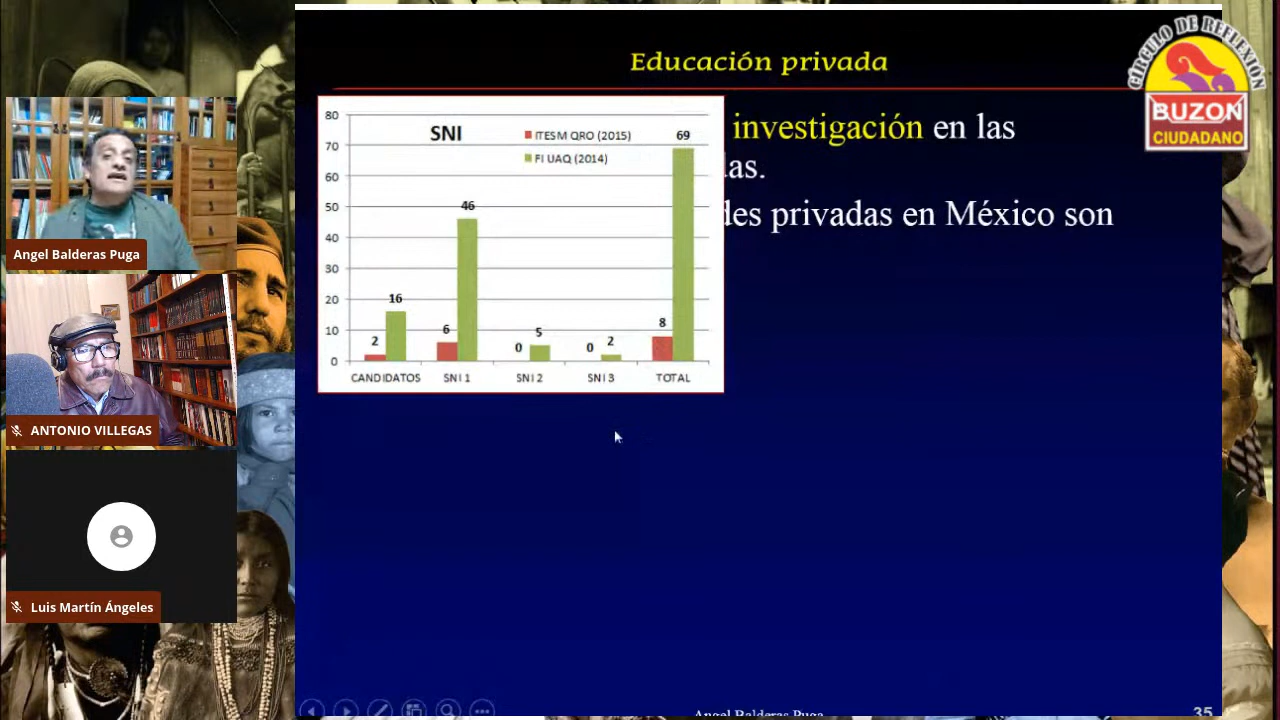 Educación privada
CÍRCULO DE REFLEXIÓN
BUZON
CIUDADANO
investigación en las
das.
des privadas en México son
SNI
ITESM QRO (2015)
FI UAQ (2014)
80
70
60
50
40
30
20
10
0
2
16
6
46
0
5
0
2
8
69
CANDIDATOS SNI 1 SNI 2 SNI 3 TOTAL
Angel Balderas Puga
ANTONIO VILLEGAS
Luis Martín Ángeles
Angel Balderas Puga
35